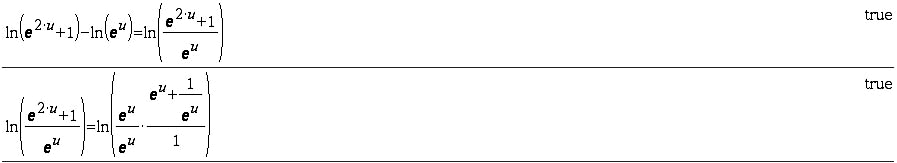 ln(e^(2·u)+1)−ln(e^u)=ln((e^(2·u)+1)/(e^u)) true
ln((e^(2·u)+1)/(e^u))=ln((e^u)/(e^u)·(e^u+1/(e^u))/1) true